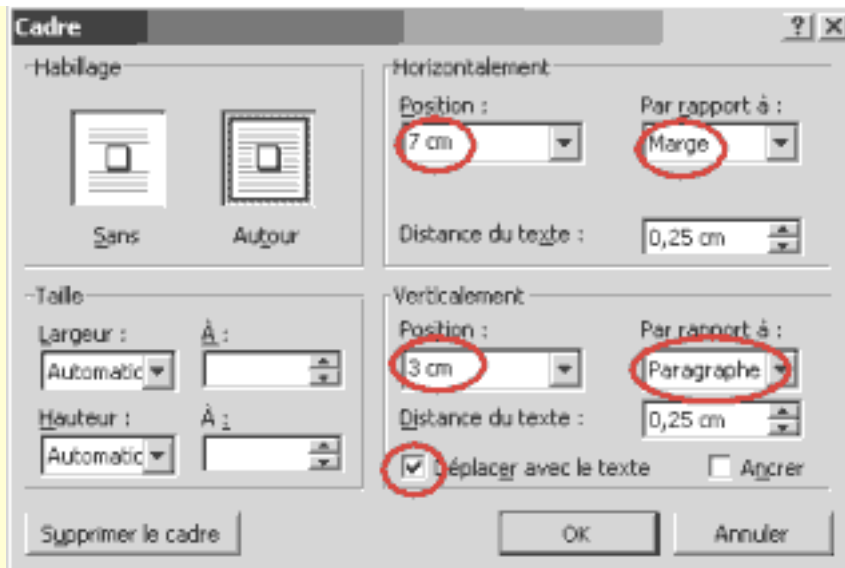 Cadre
Habillage
Sans
Autour
Horizontalement
Position :
Par rapport à :
7 cm
Marge
Distance du texte :
0,25 cm
Taille
Largeur :
À :
Automatic
Hauteur :
À :
Automatic
Verticalement
Position :
Par rapport à :
3 cm
Paragraphe
Distance du texte :
0,25 cm
Déplacer avec le texte
Ancrer
Supprimer le cadre
OK
Annuler